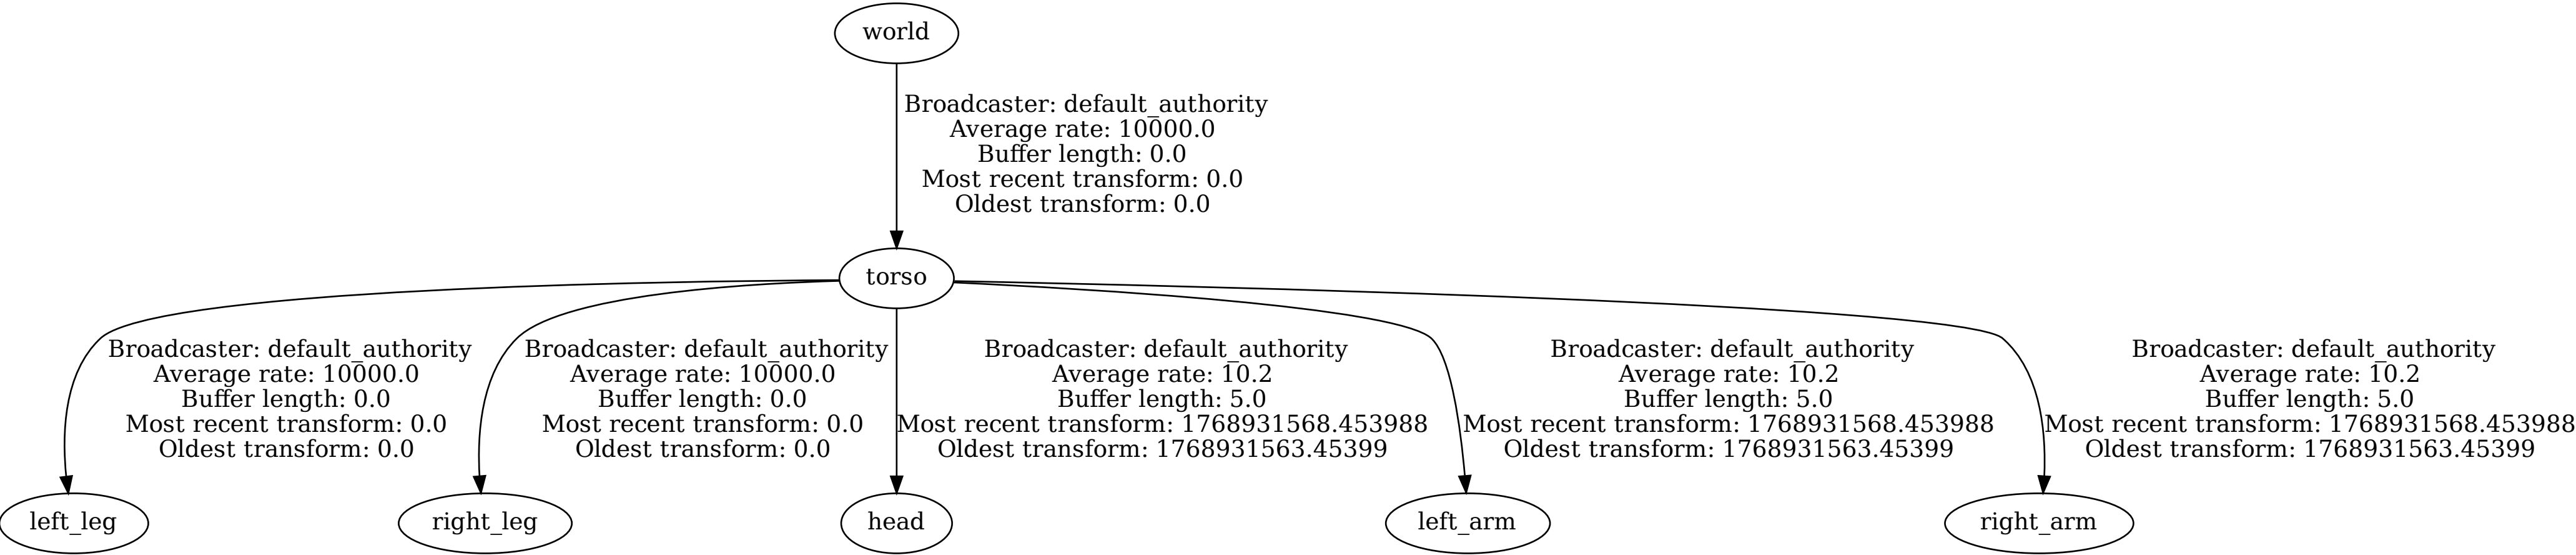 world
Broadcaster: default_authority
Average rate: 10000.0
Buffer length: 0.0
Most recent transform: 0.0
Oldest transform: 0.0
torso
Broadcaster: default_authority
Average rate: 10000.0
Buffer length: 0.0
Most recent transform: 0.0
Oldest transform: 0.0
Broadcaster: default_authority
Average rate: 10000.0
Buffer length: 0.0
Most recent transform: 0.0
Oldest transform: 0.0
Broadcaster: default_authority
Average rate: 10.2
Buffer length: 5.0
Most recent transform: 1768931568.453988
Oldest transform: 1768931563.45399
Broadcaster: default_authority
Average rate: 10.2
Buffer length: 5.0
Most recent transform: 1768931568.453988
Oldest transform: 1768931563.45399
Broadcaster: default_authority
Average rate: 10.2
Buffer length: 5.0
Most recent transform: 1768931568.453988
Oldest transform: 1768931563.45399
left_leg
right_leg
head
left_arm
right_arm